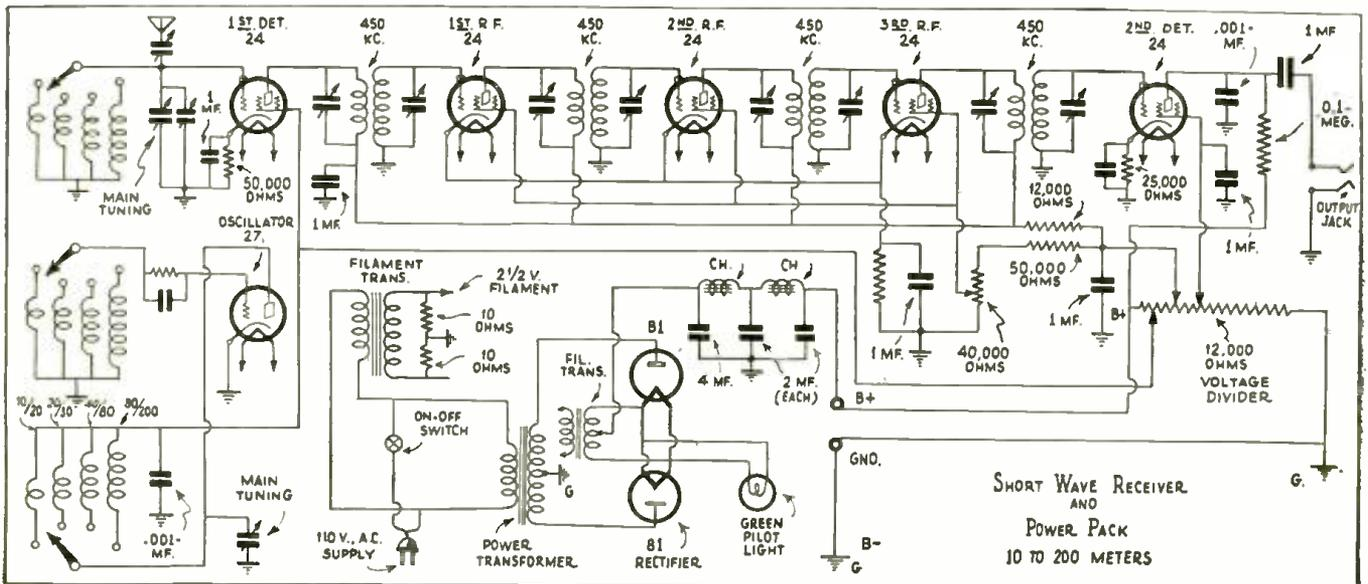 1ST. DET.
24
450
KC.
1ST. R.F.
24
450
KC.
2ND. R.F.
24
450
KC.
3RD. R.F.
24
450
KC.
2ND. DET.
24
.001-
MF.
1 MF
1
MF.
0.1-
MEG.
MAIN
TUNING
50,000
OHMS
1 MF.
12,000
OHMS
25,000
OHMS
OUTPUT
JACK
1 MF.
OSCILLATOR
27
FILAMENT
TRANS.
2 1/2 V.
FILAMENT
10
OHMS
10
OHMS
CH.
CH
50,000
OHMS
1 MF.
B+
1 MF.
40,000
OHMS
12,000
OHMS
VOLTAGE
DIVIDER
B1
FIL.
TRANS.
4 MF.
2 MF.
(EACH)
B+
10/20
80/200
ON-OFF
SWITCH
G
GND.
G.
MAIN
TUNING
.001-
MF.
110 V., A.C.
SUPPLY
POWER
TRANSFORMER
81
RECTIFIER
GREEN
PILOT
LIGHT
B-
G
SHORT WAVE RECEIVER
AND
POWER PACK
10 TO 200 METERS